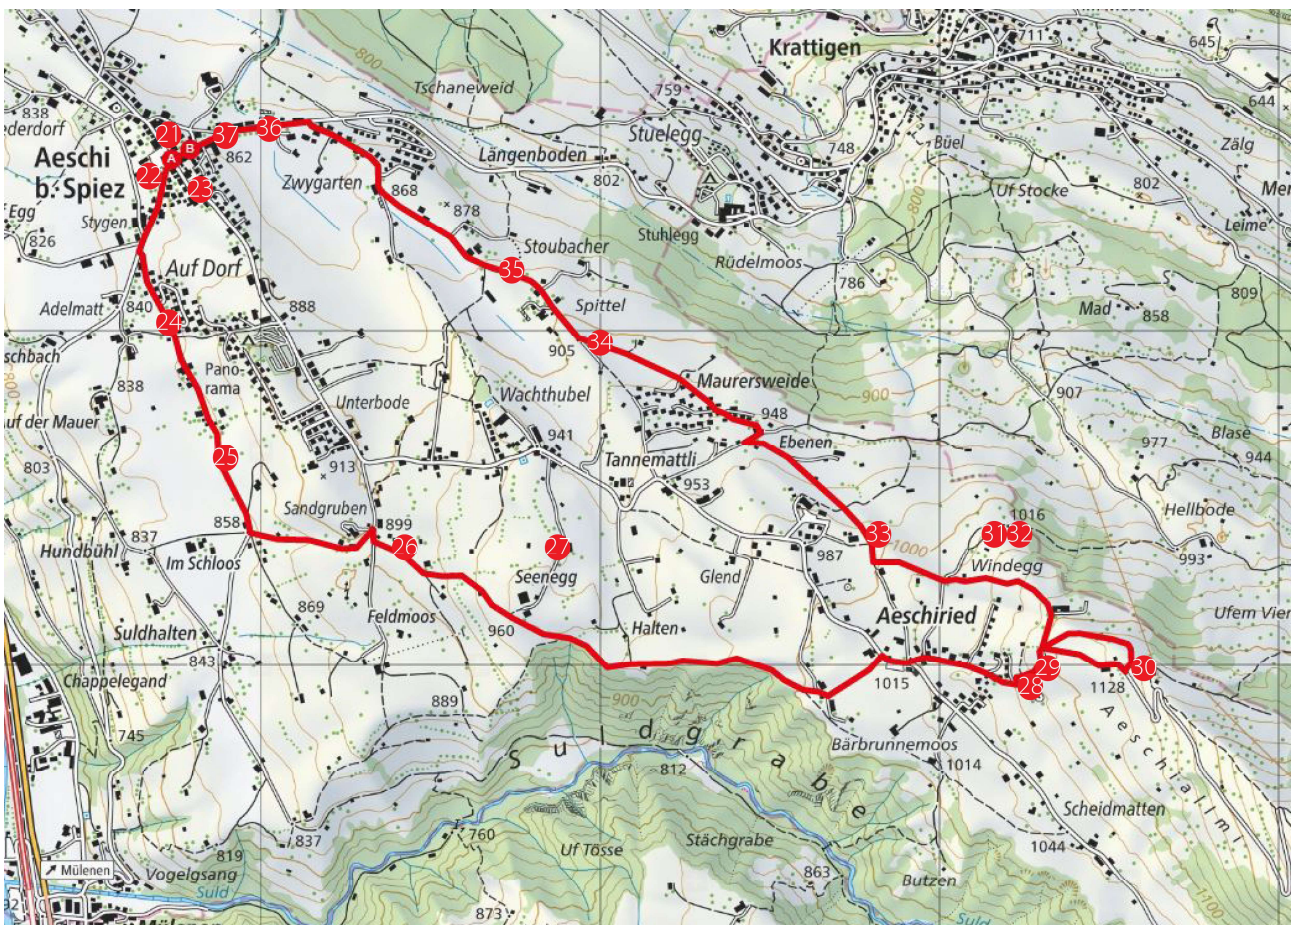 711
645
Krattigen
800
Tschaneweid
759
644
838
ederdorf
21
37
36
Stuelegg
748
Büel
Zälg
A
B
862
Aeschi
b. Spiez
22
23
Zwygarten
868
Längenboden
802
800
Uf Stocke
802
Egg
826
Stygen
878
Stoubacher
Stuhlegg
Rüdelmoos
Leime
35
Auf Dorf
786
809
Adelmatt
840
888
Spittel
Mad
858
24
905
34
schbach
838
Pano-
rama
Wachthubel
Maurersweide
900
907
Unterbode
uf der Mauer
948
Blase
25
941
Ebenen
977
944
803
913
Tannemattli
953
Sandgruben
899
Hellbode
858
26
27
987
33
1000
31
32
1016
Hundbühl
837
Im Schloos
Seenegg
Glend
Windegg
993
869
Feldmoos
Aeschiried
Ufem Vier
Suldhalten
960
Halten
843
29
30
Chappelegand
889
900
1015
28
1128
745
Suldgrabe
Bärbrunnemoos
1014
Aeschiallmi
812
Scheidmatten
760
Stächgrabe
837
1044
819
Uf Tösse
Mülenen
Vogelgsang
863
Butzen
Suld
873
Suld
1100
Mülenen